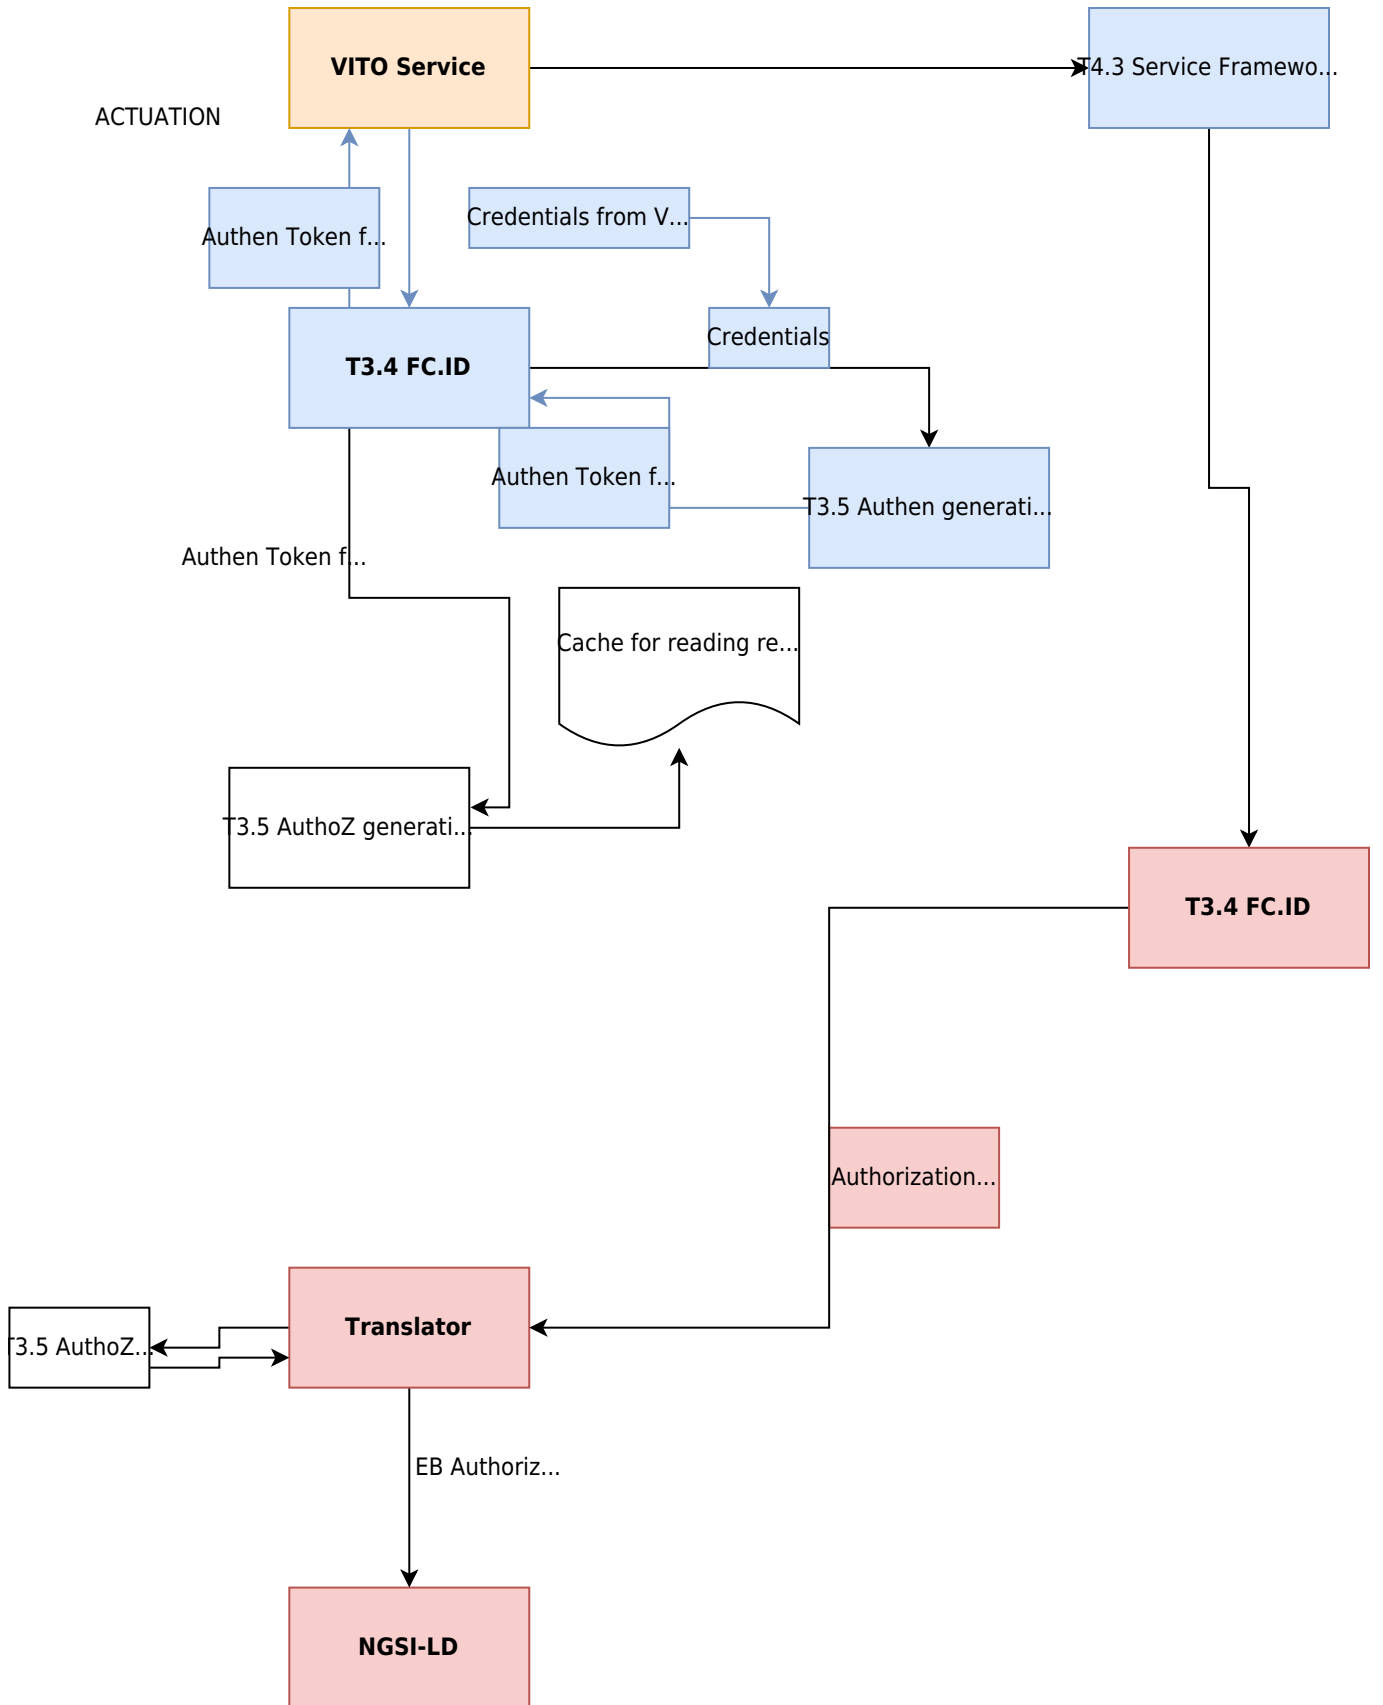 VITO Service
T4.3 Service Framewo...
ACTUATION
Authen Token f...
Credentials from V...
Credentials
T3.4 FC.ID
Authen Token f...
T3.5 Authen generati...
Authen Token f...
Cache for reading re...
T3.5 AuthoZ generati...
T3.4 FC.ID
Authorization...
Translator
T3.5 AuthoZ...
EB Authoriz...
NGSI-LD